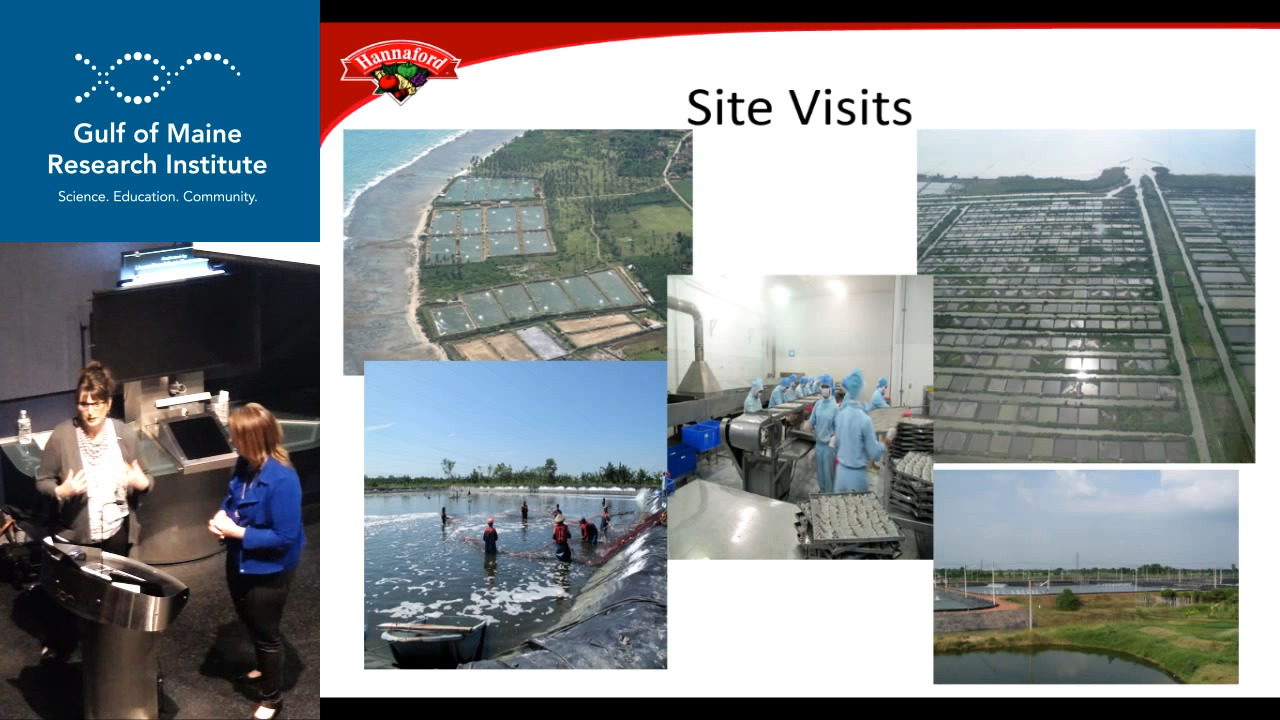 Gulf of Maine
Research Institute
Science. Education. Community.
Hannaford
Site Visits